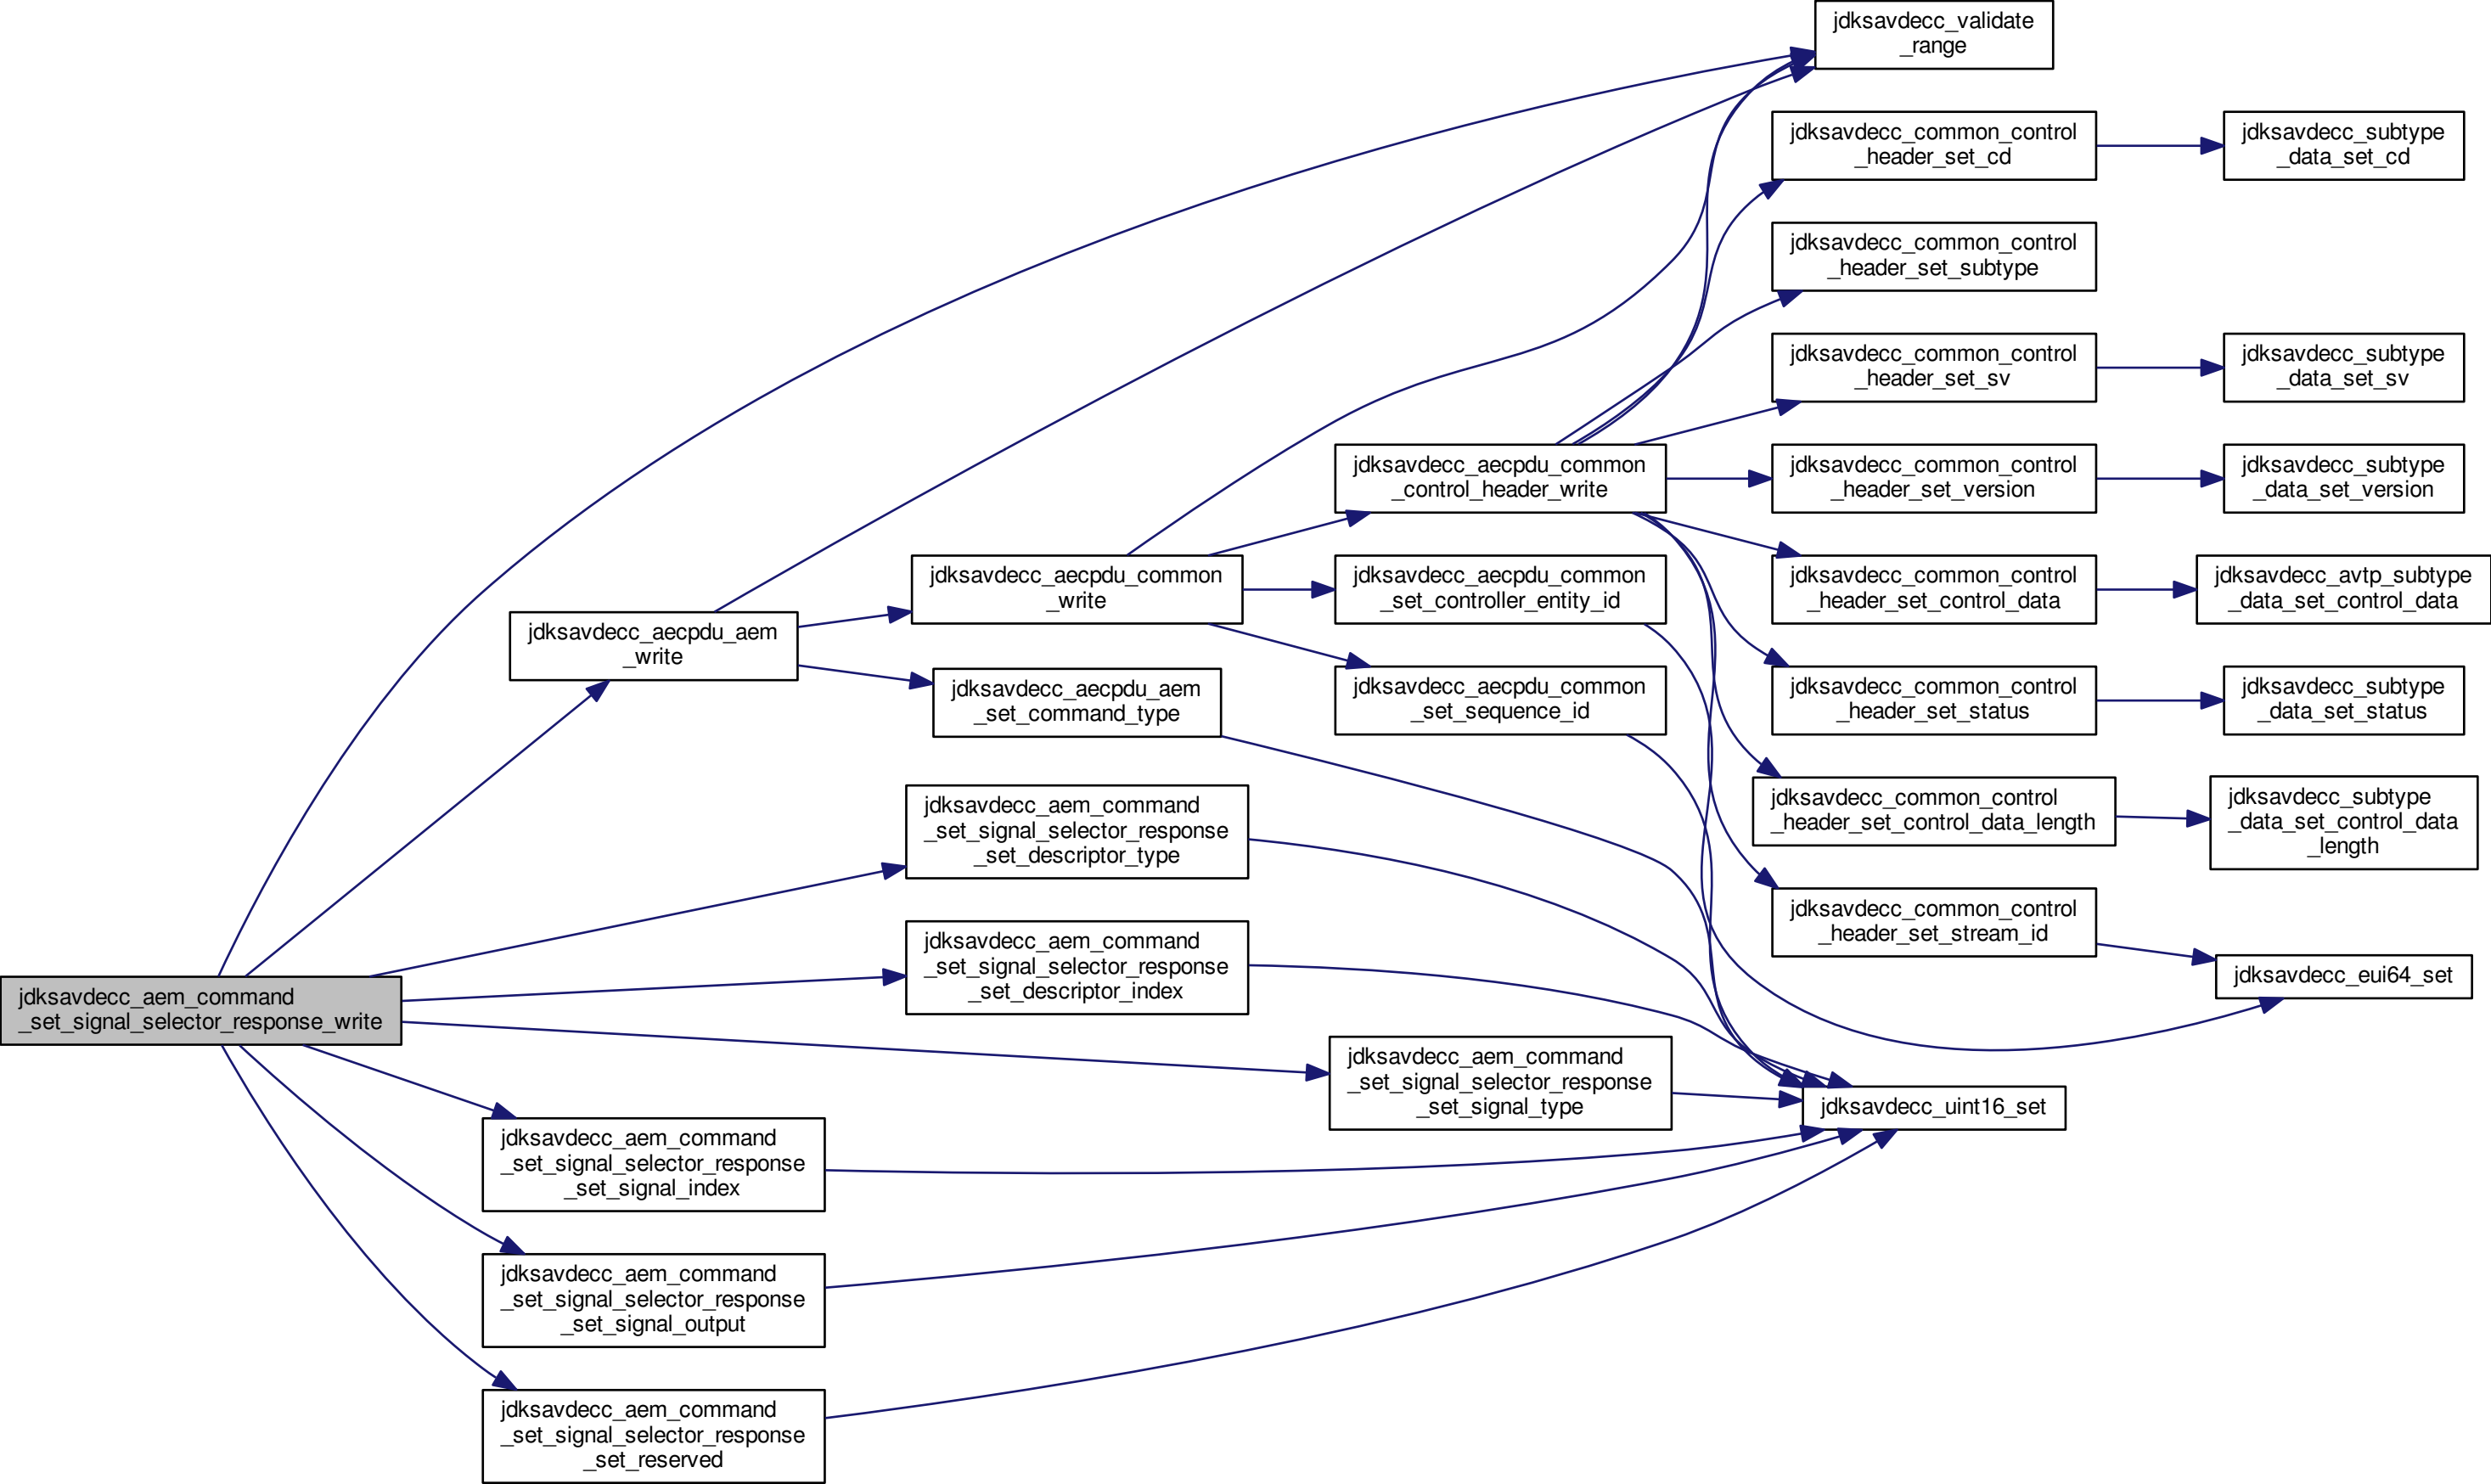 jdksavdecc_validate
_range
jdksavdecc_common_control
_header_set_cd
jdksavdecc_subtype
_data_set_cd
jdksavdecc_common_control
_header_set_subtype
jdksavdecc_common_control
_header_set_sv
jdksavdecc_subtype
_data_set_sv
jdksavdecc_aecpdu_common
_control_header_write
jdksavdecc_common_control
_header_set_version
jdksavdecc_subtype
_data_set_version
jdksavdecc_aecpdu_common
_write
jdksavdecc_aecpdu_common
_set_controller_entity_id
jdksavdecc_common_control
_header_set_control_data
jdksavdecc_avtp_subtype
_data_set_control_data
jdksavdecc_aecpdu_aem
_write
jdksavdecc_aecpdu_aem
_set_command_type
jdksavdecc_aecpdu_common
_set_sequence_id
jdksavdecc_common_control
_header_set_status
jdksavdecc_subtype
_data_set_status
jdksavdecc_aem_command
_set_signal_selector_response
_set_descriptor_type
jdksavdecc_common_control
_header_set_control_data_length
jdksavdecc_subtype
_data_set_control_data
_length
jdksavdecc_aem_command
_set_signal_selector_response
_set_descriptor_index
jdksavdecc_common_control
_header_set_stream_id
jdksavdecc_eui64_set
jdksavdecc_aem_command
_set_signal_selector_response_write
jdksavdecc_aem_command
_set_signal_selector_response
_set_signal_type
jdksavdecc_uint16_set
jdksavdecc_aem_command
_set_signal_selector_response
_set_signal_index
jdksavdecc_aem_command
_set_signal_selector_response
_set_signal_output
jdksavdecc_aem_command
_set_signal_selector_response
_set_reserved